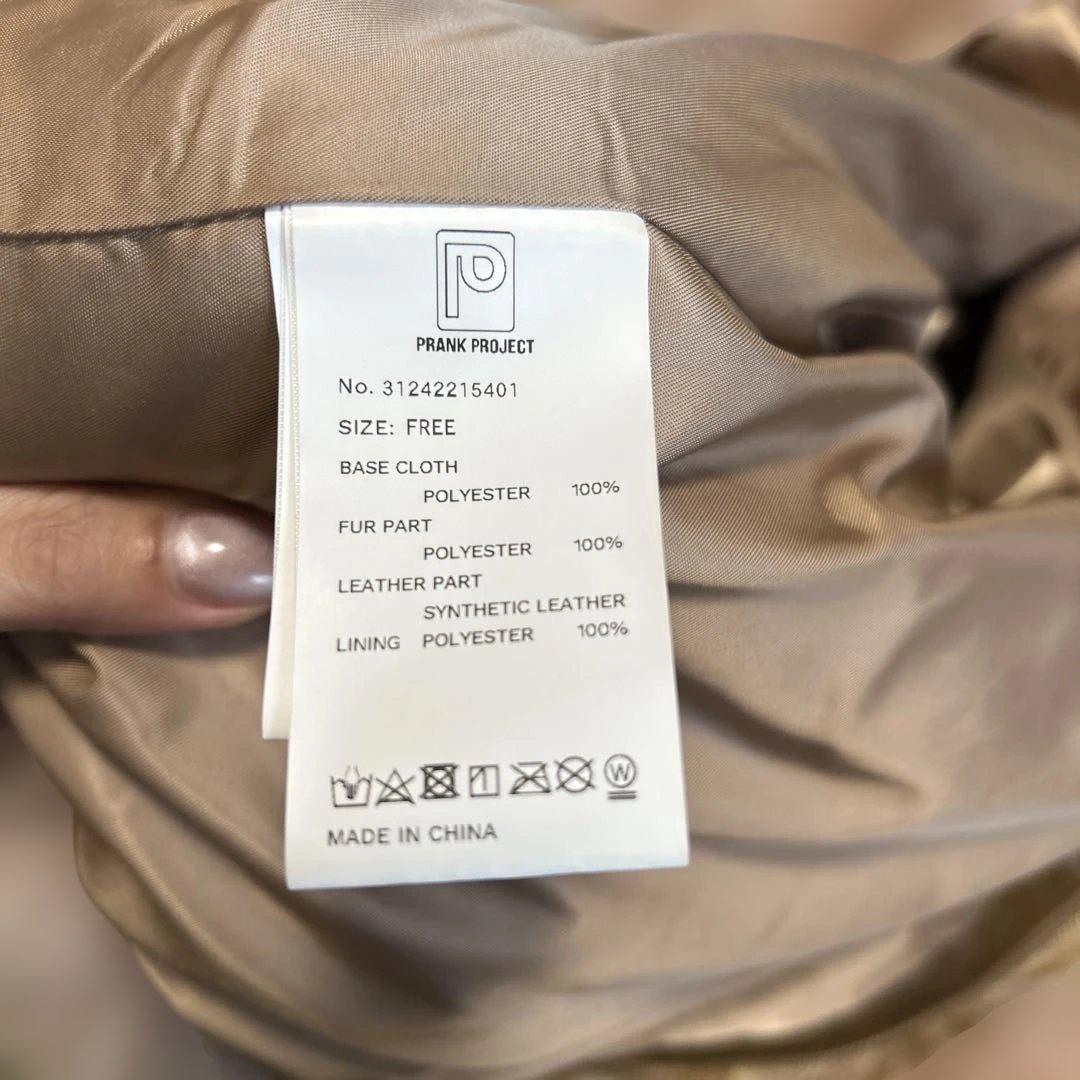 P
PRANK PROJECT
No. 31242215401
SIZE: FREE
BASE CLOTH
POLYESTER 100%
FUR PART
POLYESTER 100%
LEATHER PART
SYNTHETIC LEATHER
LINING POLYESTER 100%
W
MADE IN CHINA